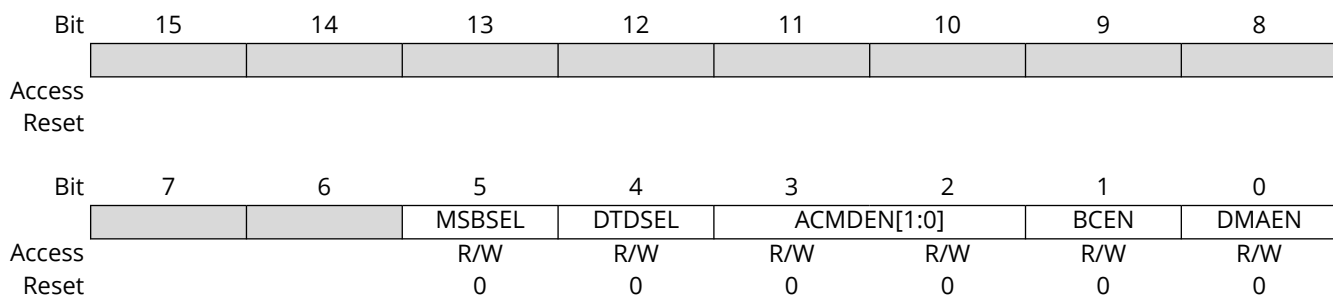 Bit 15 14 13 12 11 10 9 8
Access
Reset
Bit 7 6 5 4 3 2 1 0
MSBSEL DTDSEL ACMDEN[1:0] BCEN DMAEN
Access R/W R/W R/W R/W R/W R/W
Reset 0 0 0 0 0 0